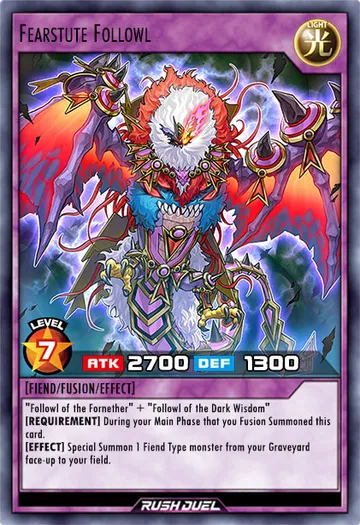 FEARSTUTE FOLLOWL
LIGHT
光
LEVEL
7
ATK 2700 DEF 1300
[FIEND/FUSION/EFFECT]
"Followl of the Fornether" + "Followl of the Dark Wisdom"
[REQUIREMENT] During your Main Phase that you Fusion Summoned this
card.
[EFFECT] Special Summon 1 Fiend Type monster from your Graveyard
face-up to your field.
RUSH DUEL